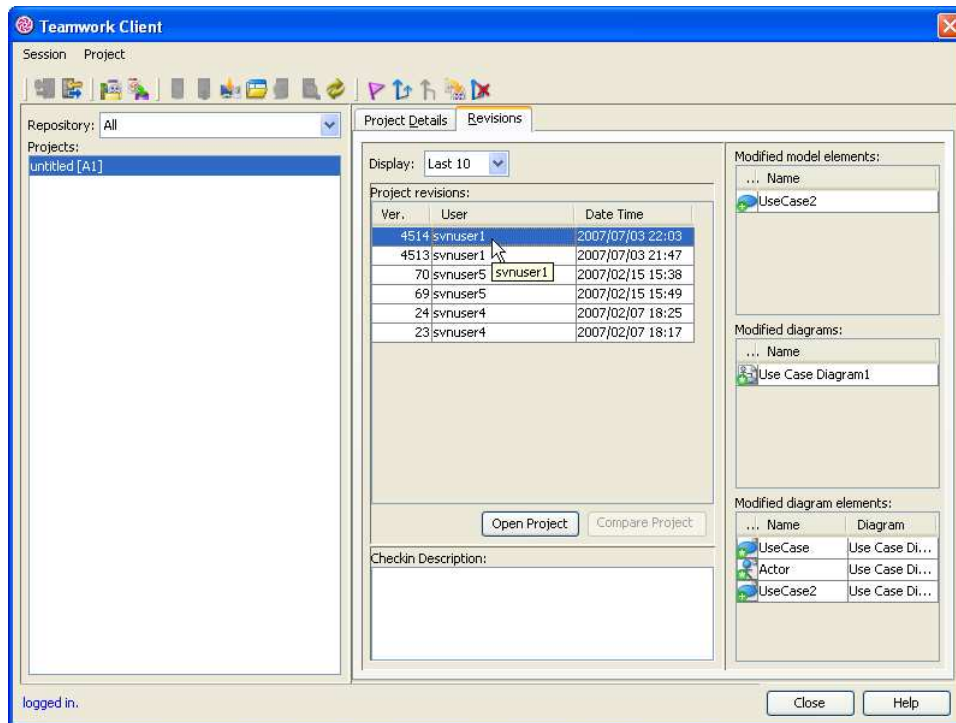 Teamwork Client
Session Project
Repository: All
Projects:
untitled [A1]
Project Details Revisions
Display: Last 10
Project revisions:
Ver. User Date Time
4514 svnuser1 2007/07/03 22:03
4513 svnuser1 2007/07/03 21:47
70 svnuser5 2007/02/15 15:38
svnuser1
69 svnuser5 2007/02/15 15:49
24 svnuser4 2007/02/07 18:25
23 svnuser4 2007/02/07 18:17
Open Project Compare Project
Checkin Description:
Modified model elements:
... Name
UseCase2
Modified diagrams:
... Name
Use Case Diagram1
Modified diagram elements:
... Name Diagram
UseCase Use Case Di...
Actor Use Case Di...
UseCase2 Use Case Di...
logged in.
Close Help